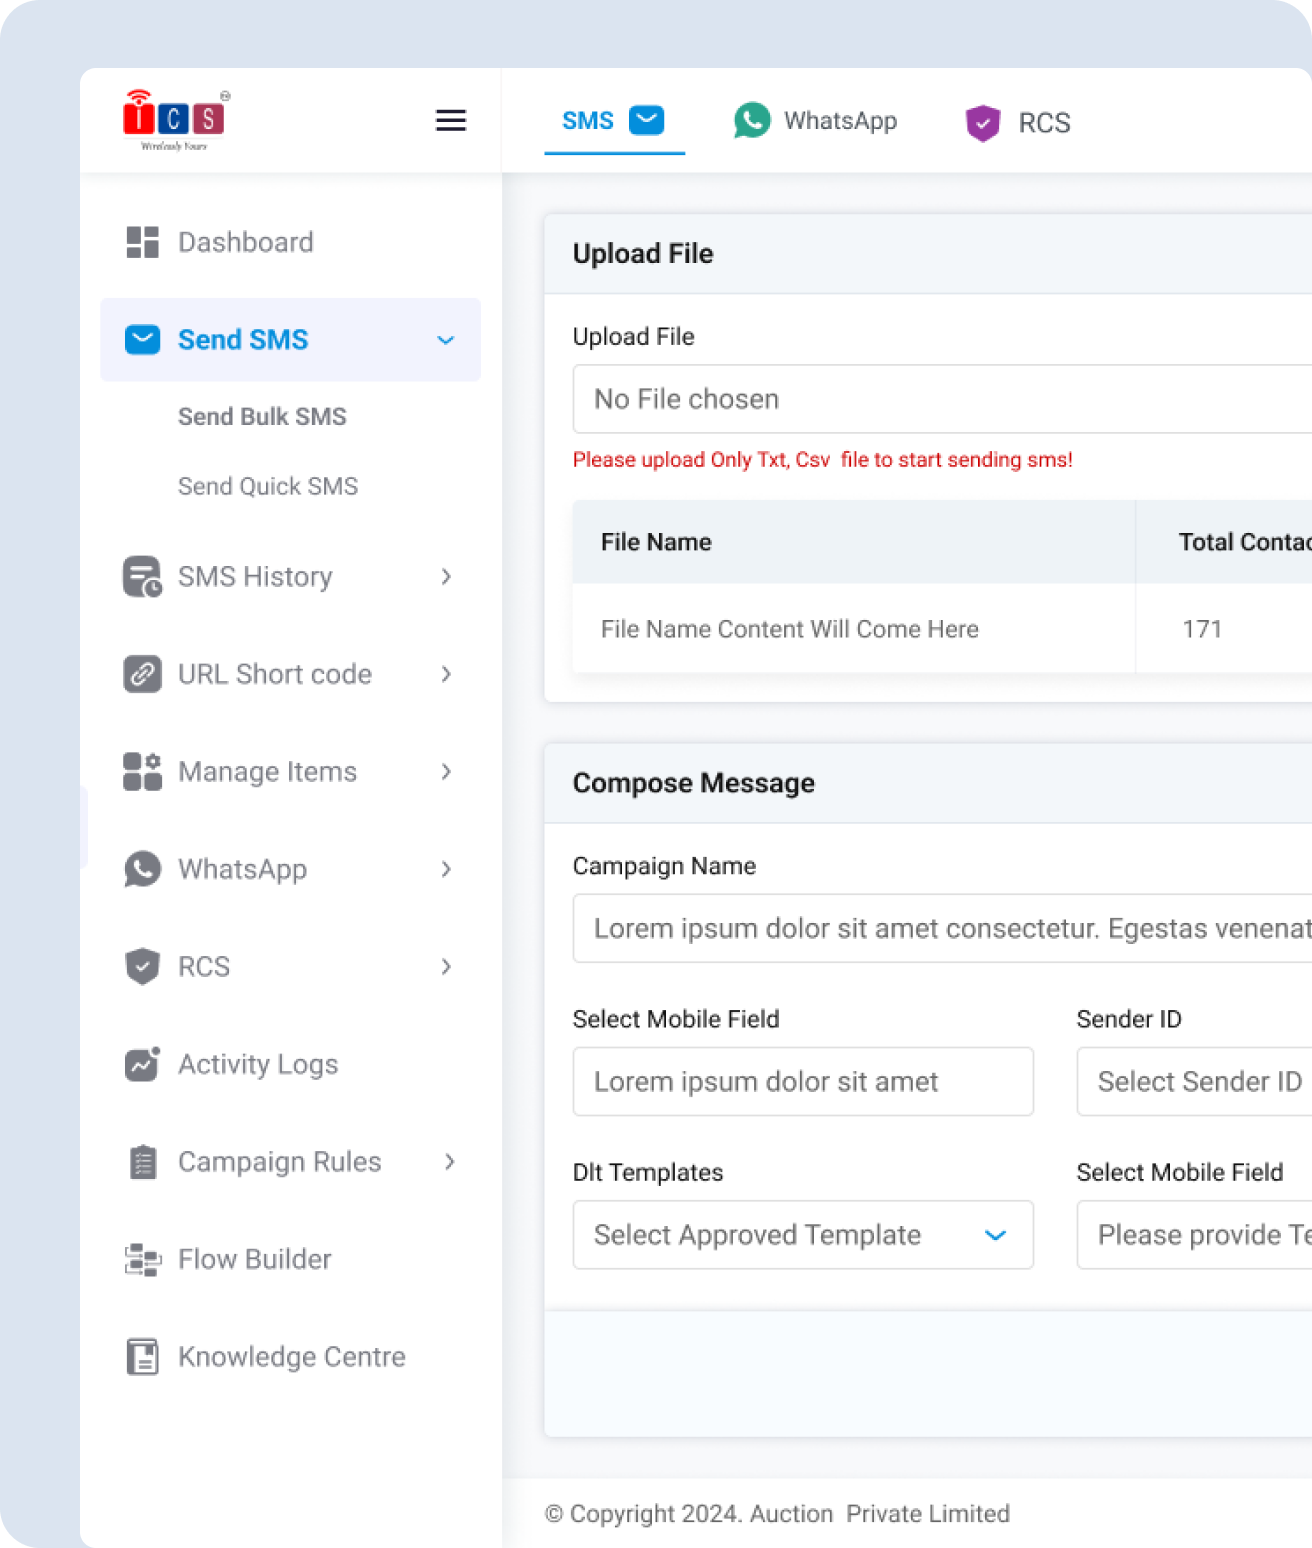 iCS
Wirelessly Yours
SMS
WhatsApp
RCS
Dashboard
Send SMS
Send Bulk SMS
Send Quick SMS
SMS History
URL Short code
Manage Items
WhatsApp
RCS
Activity Logs
Campaign Rules
Flow Builder
Knowledge Centre
Upload File
Upload File
No File chosen
Please upload Only Txt, Csv  file to start sending sms!
File Name
Total Contac
File Name Content Will Come Here
171
Compose Message
Campaign Name
Lorem ipsum dolor sit amet consectetur. Egestas venenat
Select Mobile Field
Sender ID
Lorem ipsum dolor sit amet
Select Sender ID
Dlt Templates
Select Mobile Field
Select Approved Template
Please provide Te
© Copyright 2024. Auction  Private Limited